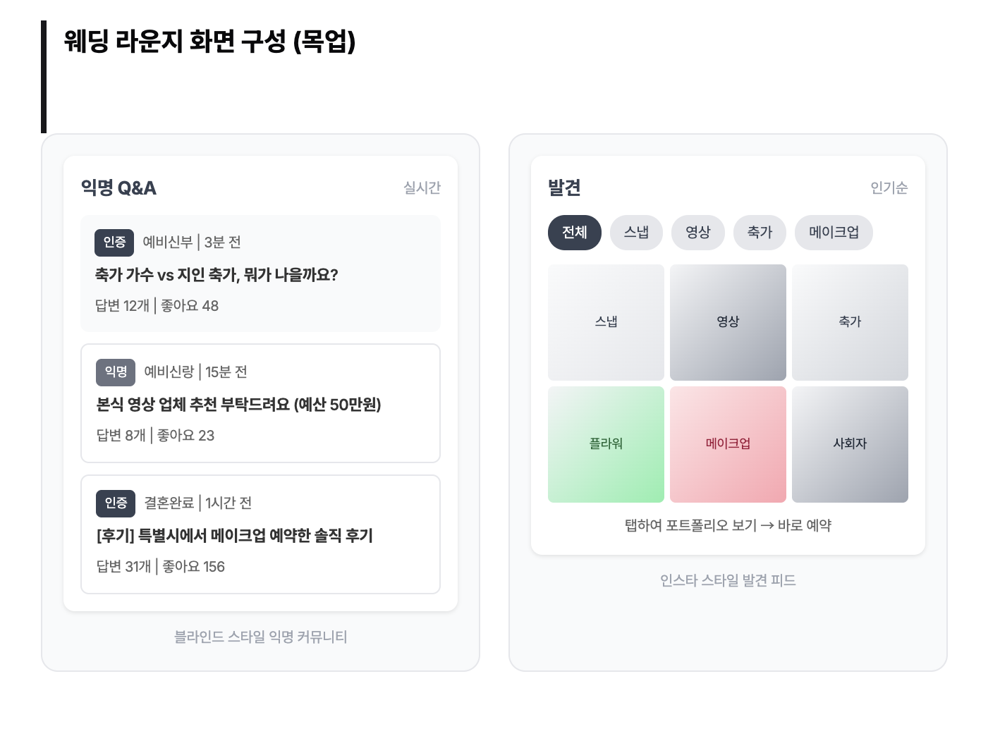 웨딩 라운지 화면 구성 (목업)
익명 Q&A
실시간
인증 예비신부 | 3분 전
축가 가수 vs 지인 축가, 뭐가 나을까요?
답변 12개 | 좋아요 48
익명 예비신랑 | 15분 전
본식 영상 업체 추천 부탁드려요 (예산 50만원)
답변 8개 | 좋아요 23
인증 결혼완료 | 1시간 전
[후기] 특별시에서 메이크업 예약한 솔직 후기
답변 31개 | 좋아요 156
블라인드 스타일 익명 커뮤니티
발견
인기순
전체 스냅 영상 축가 메이크업
스냅 영상 축가
플라워 메이크업 사회자
탭하여 포트폴리오 보기 → 바로 예약
인스타 스타일 발견 피드